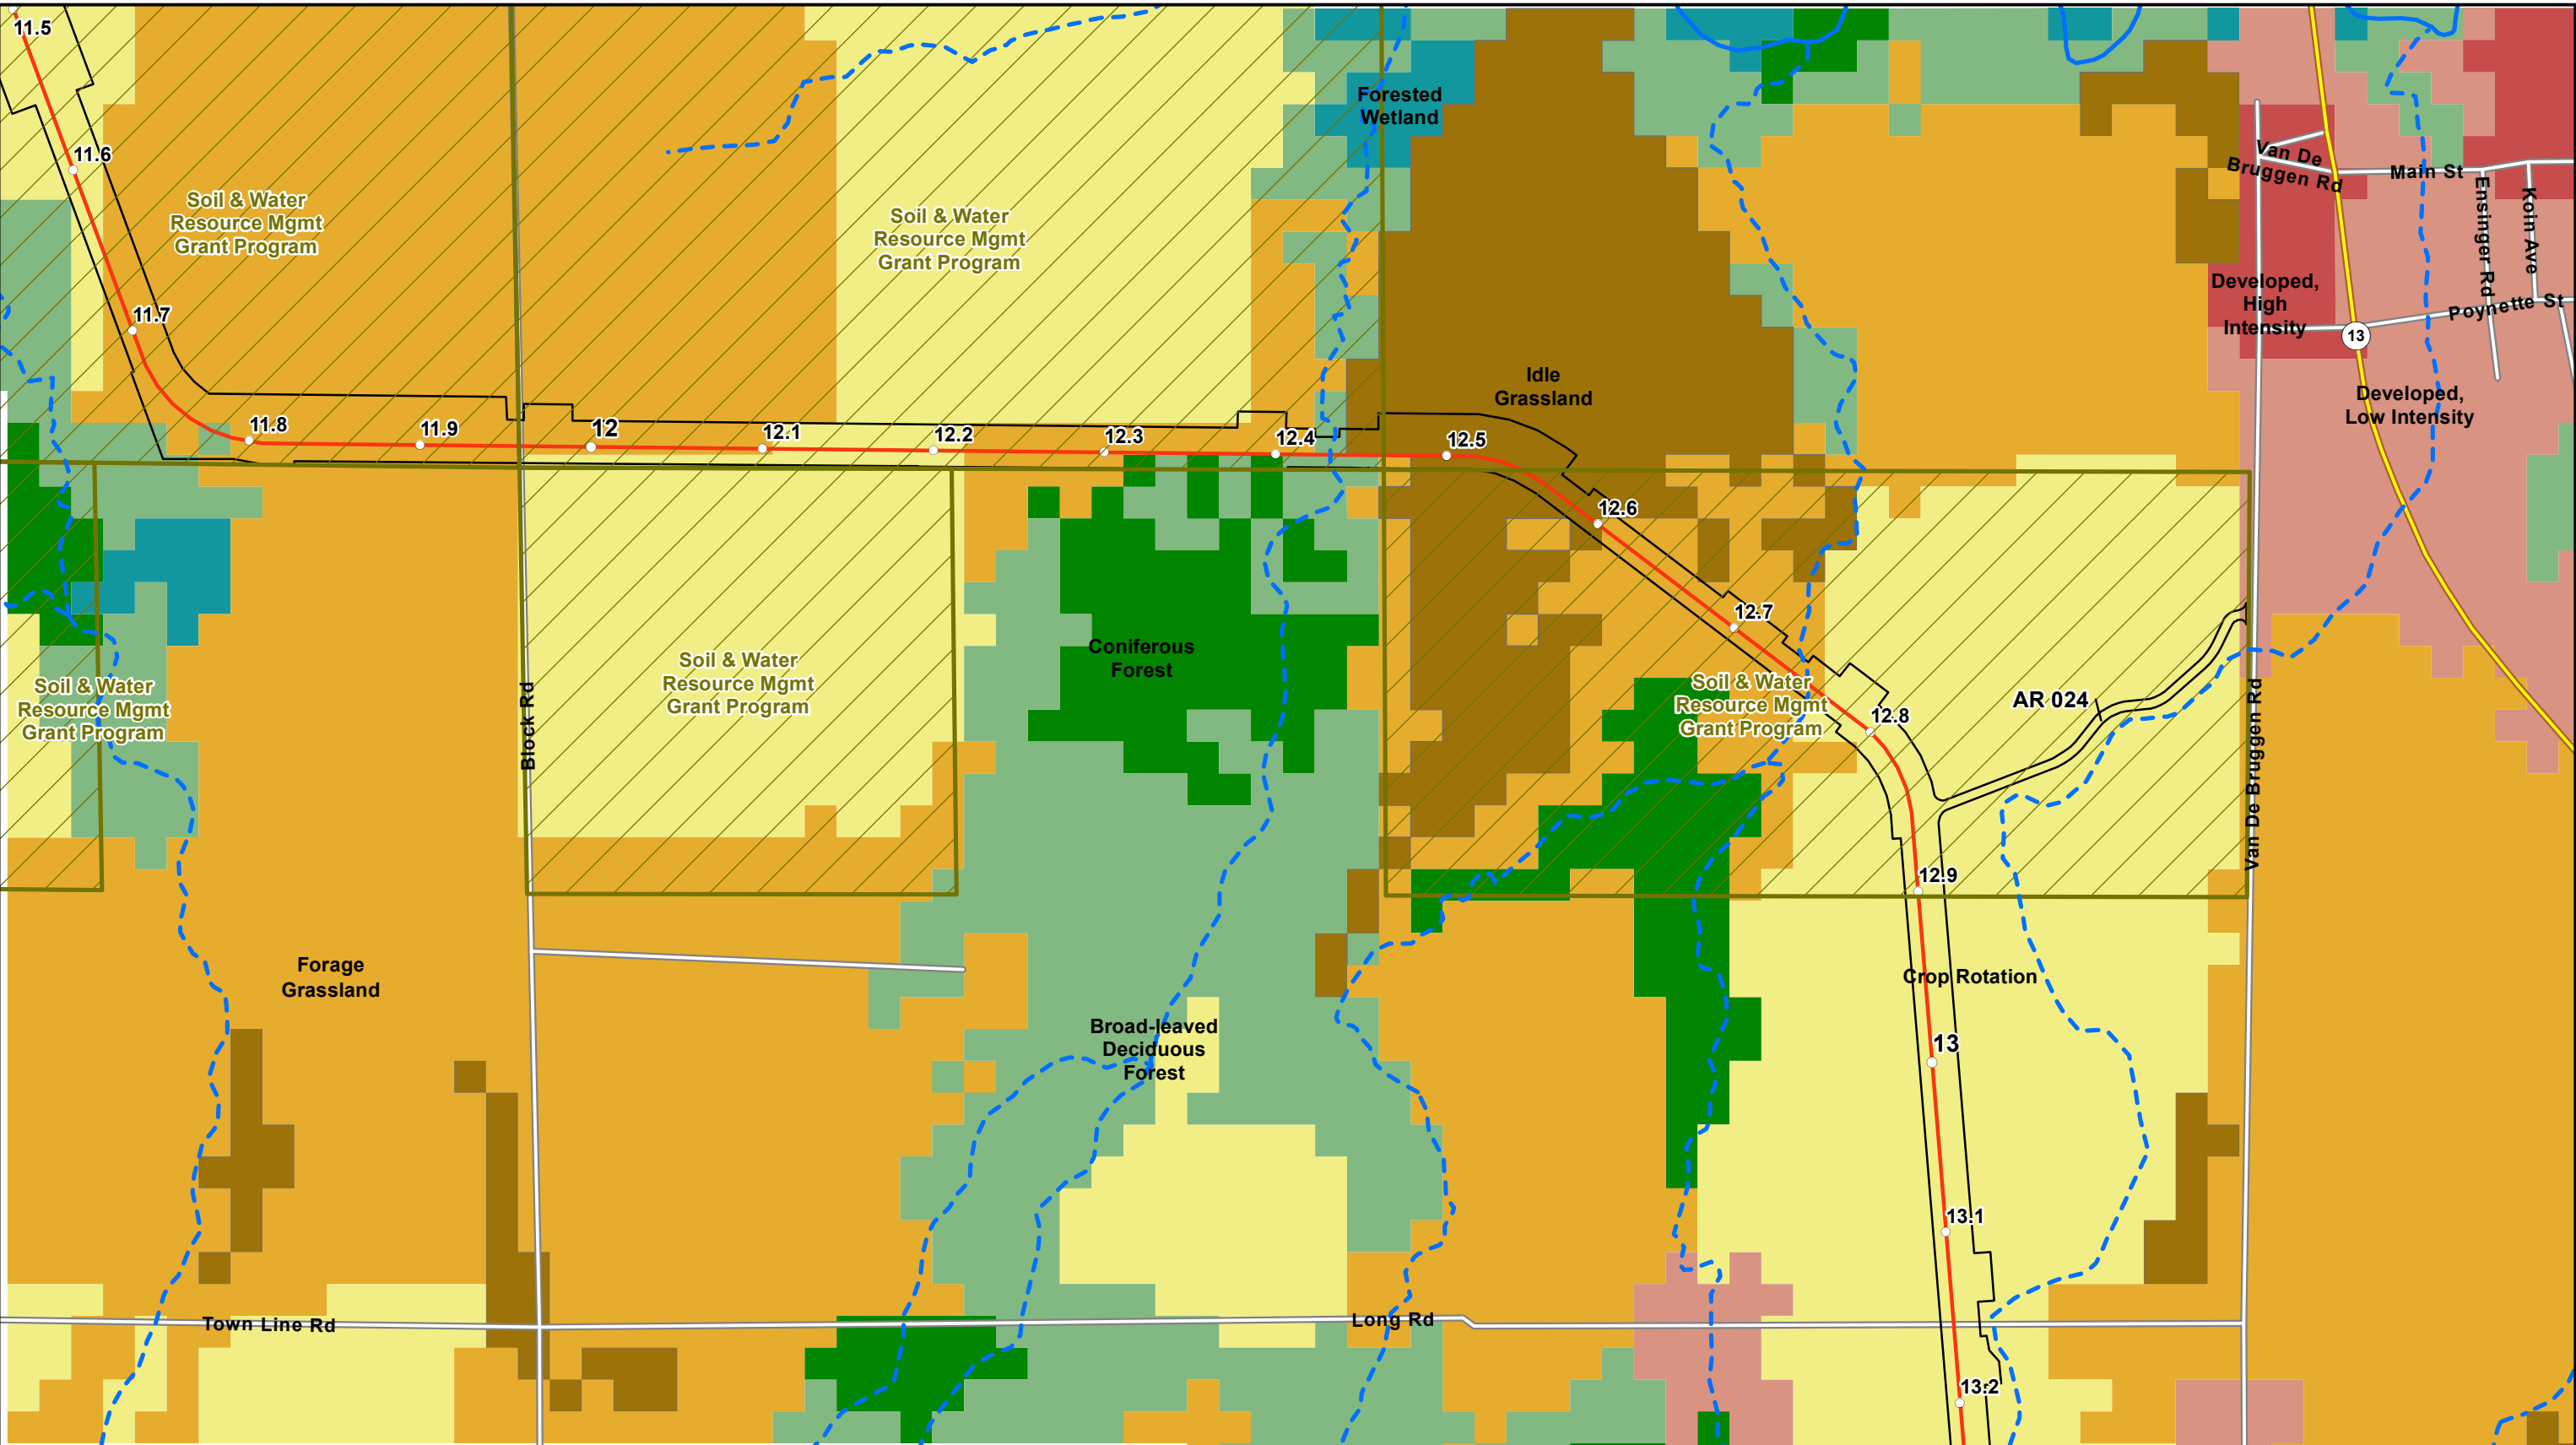 11.5
11.6
Soil & Water
Resource Mgmt
Grant Program
Soil & Water
Resource Mgmt
Grant Program
Forested
Wetland
Van De
Bruggen Rd
Main St
Ensinger Rd
Koin Ave
11.7
Developed,
High
Intensity
Poynette St
13
Idle
Grassland
Developed,
Low Intensity
11.8
11.9
12
12.1
12.2
12.3
12.4
12.5
12.6
12.7
Coniferous
Forest
Soil & Water
Resource Mgmt
Grant Program
Soil & Water
Resource Mgmt
Grant Program
Soil & Water
Resource Mgmt
Grant Program
Block Rd
AR 024
12.8
Van De Bruggen Rd
12.9
Forage
Grassland
Crop Rotation
Broad-leaved
Deciduous
Forest
13
13.1
Town Line Rd
Long Rd
13.2